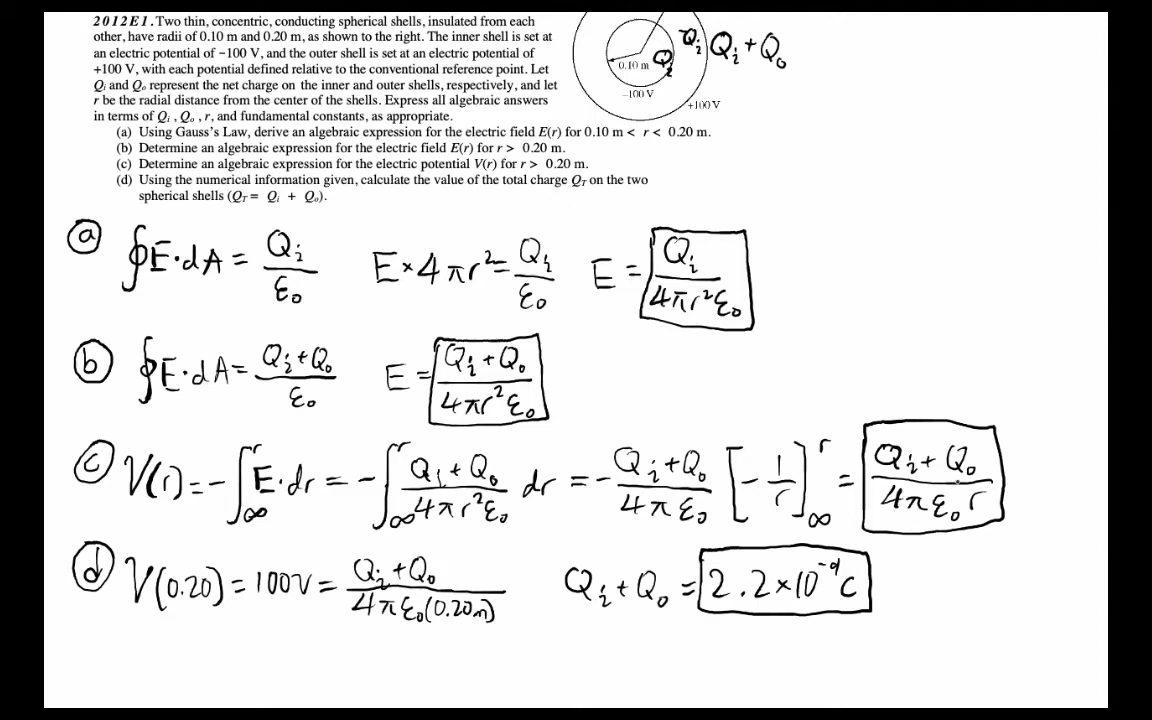 2012E1. Two thin, concentric, conducting spherical shells, insulated from each
other, have radii of 0.10 m and 0.20 m, as shown to the right. The inner shell is set at
an electric potential of −100 V, and the outer shell is set at an electric potential of
+100 V, with each potential defined relative to the conventional reference point. Let
Qᵢ and Qₒ represent the net charge on the inner and outer shells, respectively, and let
r be the radial distance from the center of the shells. Express all algebraic answers
in terms of Qᵢ , Qₒ , r, and fundamental constants, as appropriate.
0.10 m
−100 V
+100 V
Qᵢ Qᵢ Qᵢ + Qₒ
(a) Using Gauss's Law, derive an algebraic expression for the electric field E(r) for 0.10 m < r < 0.20 m.
(b) Determine an algebraic expression for the electric field E(r) for r > 0.20 m.
(c) Determine an algebraic expression for the electric potential V(r) for r > 0.20 m.
(d) Using the numerical information given, calculate the value of the total charge Q_T on the two
spherical shells (Q_T = Qᵢ + Qₒ).
ⓐ ∮E·dA = Qᵢ/ε₀ E×4πr² = Qᵢ/ε₀ E = Qᵢ/4πr²ε₀
ⓑ ∮E·dA = Qᵢ+Qₒ/ε₀ E = Qᵢ+Qₒ/4πr²ε₀
ⓒ V(r) = −∫_∞^r E·dr = −∫_∞^r Qᵢ+Qₒ/4πr²ε₀ dr = −Qᵢ+Qₒ/4πε₀ [−1/r]_∞^r = Qᵢ+Qₒ/4πε₀r
ⓓ V(0.20) = 100V = Qᵢ+Qₒ/4πε₀(0.20m) Qᵢ+Qₒ = 2.2×10⁻⁹C